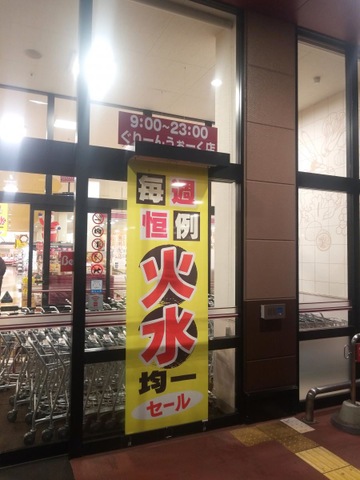 9:00~23:00
ぐりーんうぉーく店
毎週
恒例
火水
均一
セール